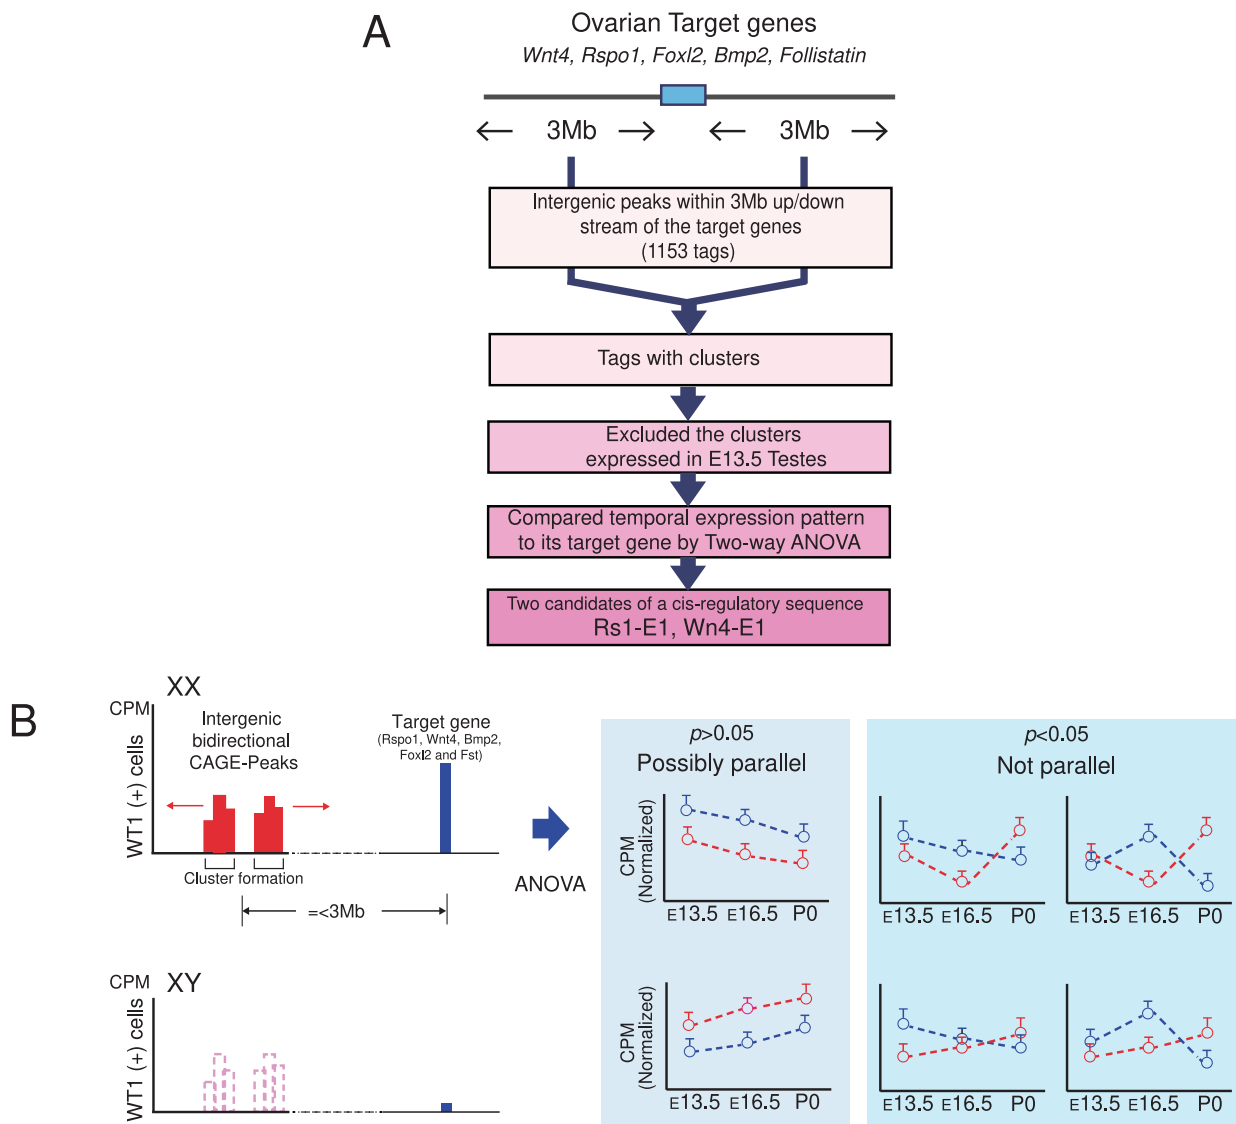 A
Ovarian Target genes
Wnt4, Rspo1, Foxl2, Bmp2, Follistatin
3Mb
3Mb
Intergenic peaks within 3Mb up/down
stream of the target genes
(1153 tags)
Tags with clusters
Excluded the clusters
expressed in E13.5 Testes
Compared temporal expression pattern
to its target gene by Two-way ANOVA
Two candidates of a cis-regulatory sequence
Rs1-E1, Wn4-E1
B
XX
CPM
WT1 (+) cells
Intergenic
bidirectional
CAGE-Peaks
Target gene
(Rspo1, Wnt4, Bmp2,
Foxl2 and Fst)
Cluster formation
=<3Mb
ANOVA
XY
CPM
WT1 (+) cells
p>0.05
Possibly parallel
CPM
(Normalized)
E13.5 E16.5 P0
CPM
(Normalized)
E13.5 E16.5 P0
p<0.05
Not parallel
E13.5 E16.5 P0
E13.5 E16.5 P0
E13.5 E16.5 P0
E13.5 E16.5 P0